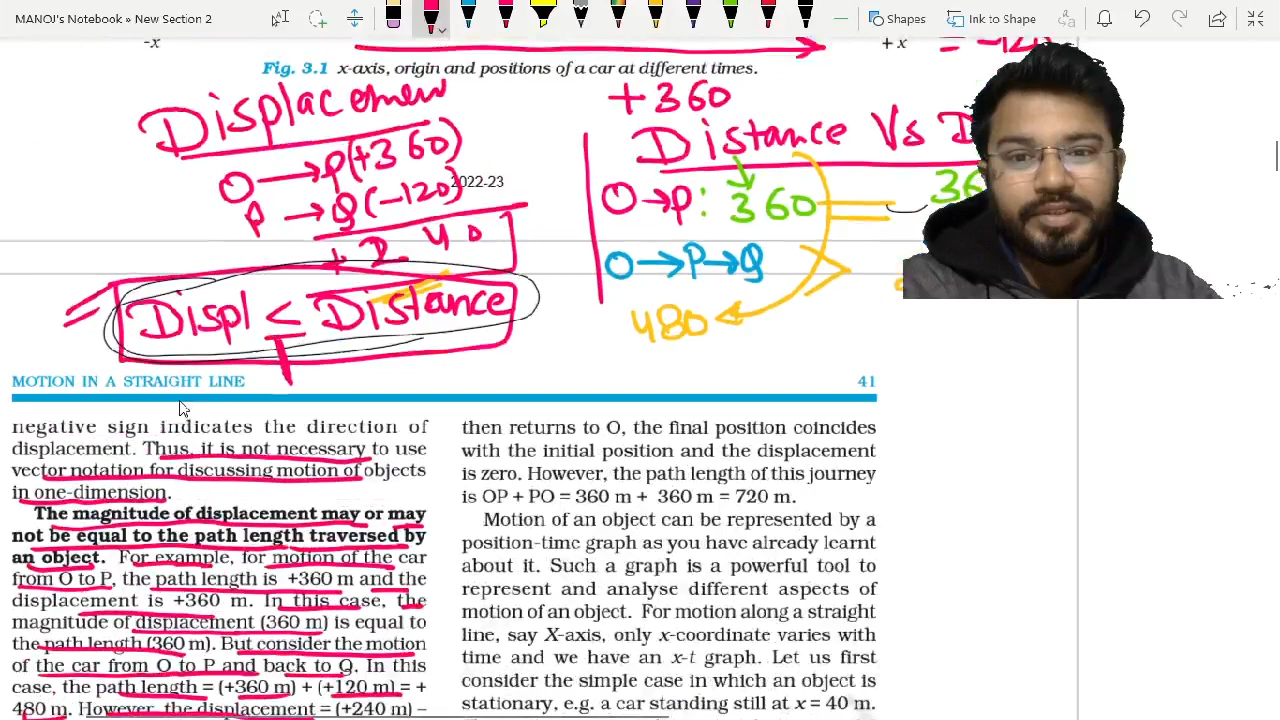 MANOJ's Notebook » New Section 2
Shapes
Ink to Shape
-x
+ x
= -120
Fig. 3.1 x-axis, origin and positions of a car at different times.
Displacement
O → P (+360)
P → Q (-120)
+ 240
2022-23
Displ ≤ Distance
+360
Distance Vs D
O → P : 360
36
O → P → Q
480
MOTION IN A STRAIGHT LINE
41
negative sign indicates the direction of
displacement. Thus, it is not necessary to use
vector notation for discussing motion of objects
in one-dimension.
The magnitude of displacement may or may
not be equal to the path length traversed by
an object. For example, for motion of the car
from O to P, the path length is +360 m and the
displacement is +360 m. In this case, the
magnitude of displacement (360 m) is equal to
the path length (360 m). But consider the motion
of the car from O to P and back to Q. In this
case, the path length = (+360 m) + (+120 m) = +
480 m. However, the displacement = (+240 m) –
then returns to O, the final position coincides
with the initial position and the displacement
is zero. However, the path length of this journey
is OP + PO = 360 m + 360 m = 720 m.
Motion of an object can be represented by a
position-time graph as you have already learnt
about it. Such a graph is a powerful tool to
represent and analyse different aspects of
motion of an object. For motion along a straight
line, say X-axis, only x-coordinate varies with
time and we have an x-t graph. Let us first
consider the simple case in which an object is
stationary, e.g. a car standing still at x = 40 m.